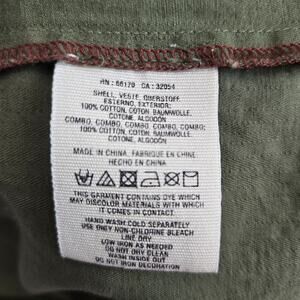 RN: 66170 CA: 32054
SHELL, VESTE, OBERSTOFF,
ESTERNO, EXTERIOR:
100% COTTON, COTON, BAUMWOLLE,
COTONE, ALGODÓN
COMBO, COMBO, COMBO, COMBO, COMBO:
100% COTTON, COTON, BAUMWOLLE,
COTONE, ALGODÓN
MADE IN CHINA, FABRIQUÉ EN CHINE
HECHO EN CHINA
THIS GARMENT CONTAINS DYE WHICH
MAY DISCOLOR OTHER MATERIALS WHICH
IT COMES IN CONTACT
HAND WASH COLD SEPARATELY
USE ONLY NON-CHLORINE BLEACH
LINE DRY
LOW IRON AS NEEDED
DO NOT DRY CLEAN
WASH INSIDE OUT
DO NOT IRON DECORATION